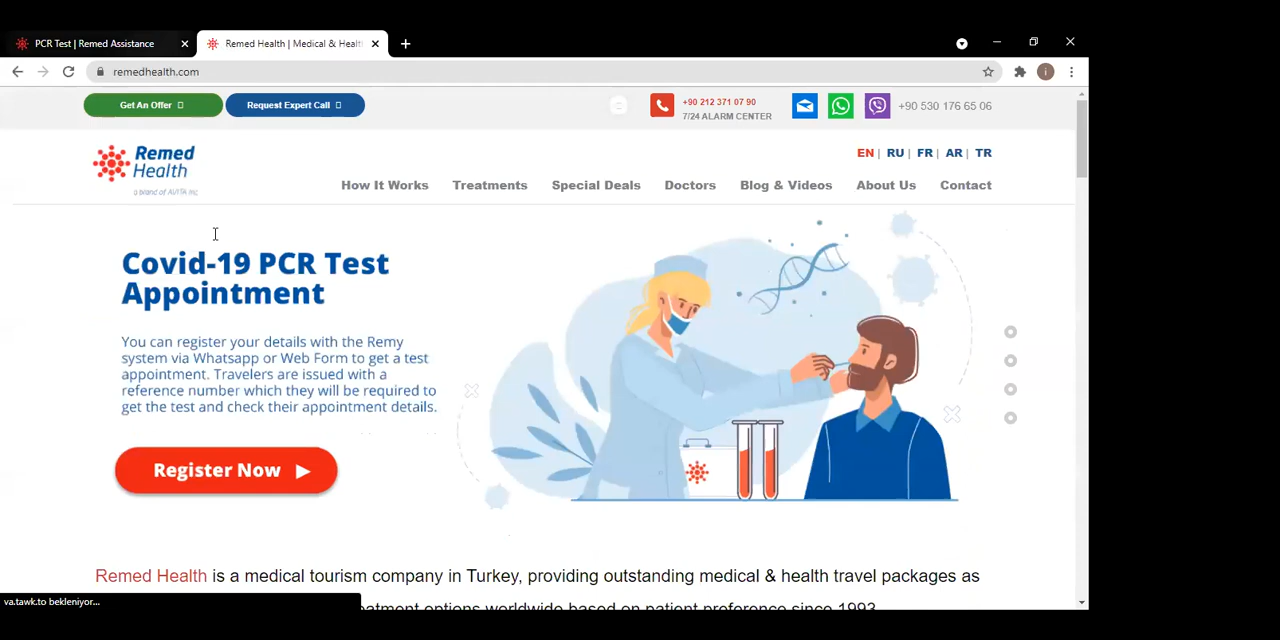 PCR Test | Remed Assistance
Remed Health | Medical & Healt
remedhealth.com
i
Get An Offer
Request Expert Call
+90 212 371 07 90
7/24 ALARM CENTER
+90 530 176 65 06
Remed
Health
a brand of AVITA Inc
EN | RU | FR | AR | TR
How It Works Treatments Special Deals Doctors Blog & Videos About Us Contact
Covid-19 PCR Test
Appointment
You can register your details with the Remy
system via Whatsapp or Web Form to get a test
appointment. Travelers are issued with a
reference number which they will be required to
get the test and check their appointment details.
Register Now
Remed Health is a medical tourism company in Turkey, providing outstanding medical & health travel packages as
eatment options worldwide based on patient preference since 1993
va.tawk.to bekleniyor...